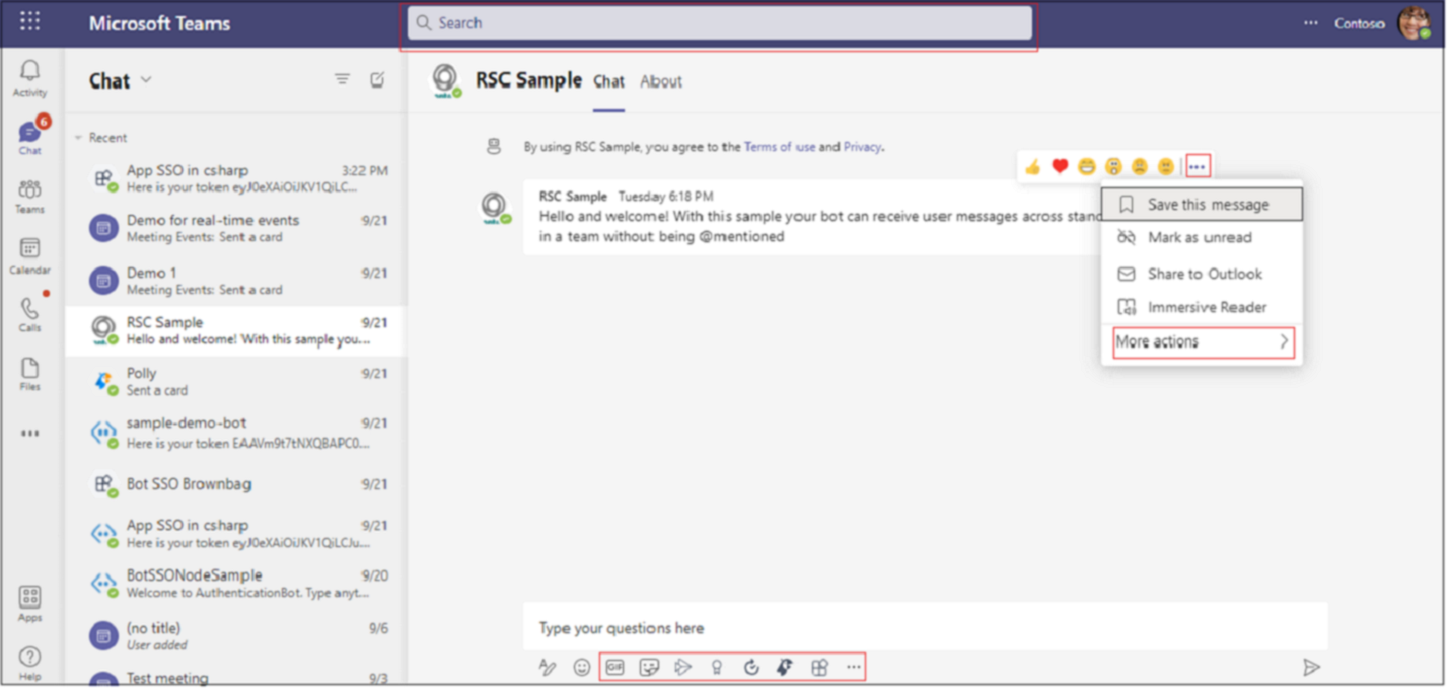 Microsoft Teams
Search
Contoso
Activity
6
Chat
Teams
Calendar
Calls
Files
Apps
Help
Chat
Recent
App SSO in csharp 3:22 PM
Here is your token eyJ0eXAiOiJKV1QiLC...
Demo for real-time events 9/21
Meeting Events: Sent a card
Demo 1 9/21
Meeting Events: Sent a card
RSC Sample 9/21
Hello and welcome! With this sample you...
Polly 9/21
Sent a card
sample-demo-bot 9/21
Here is your token EAAVm9t7tNXQBAPC0...
Bot SSO Brownbag 9/21
App SSO in csharp 9/21
Here is your token eyJ0eXAiOiJKV1QiLCJu...
BotSSONodeSample 9/20
Welcome to AuthenticationBot. Type anyt...
(no title) 9/6
User added
Test meeting 9/3
RSC Sample Chat About
By using RSC Sample, you agree to the Terms of use and Privacy.
RSC Sample Tuesday 6:18 PM
Hello and welcome! With this sample your bot can receive user messages across stand
in a team without being @mentioned
Save this message
Mark as unread
Share to Outlook
Immersive Reader
More actions
Type your questions here
GIF